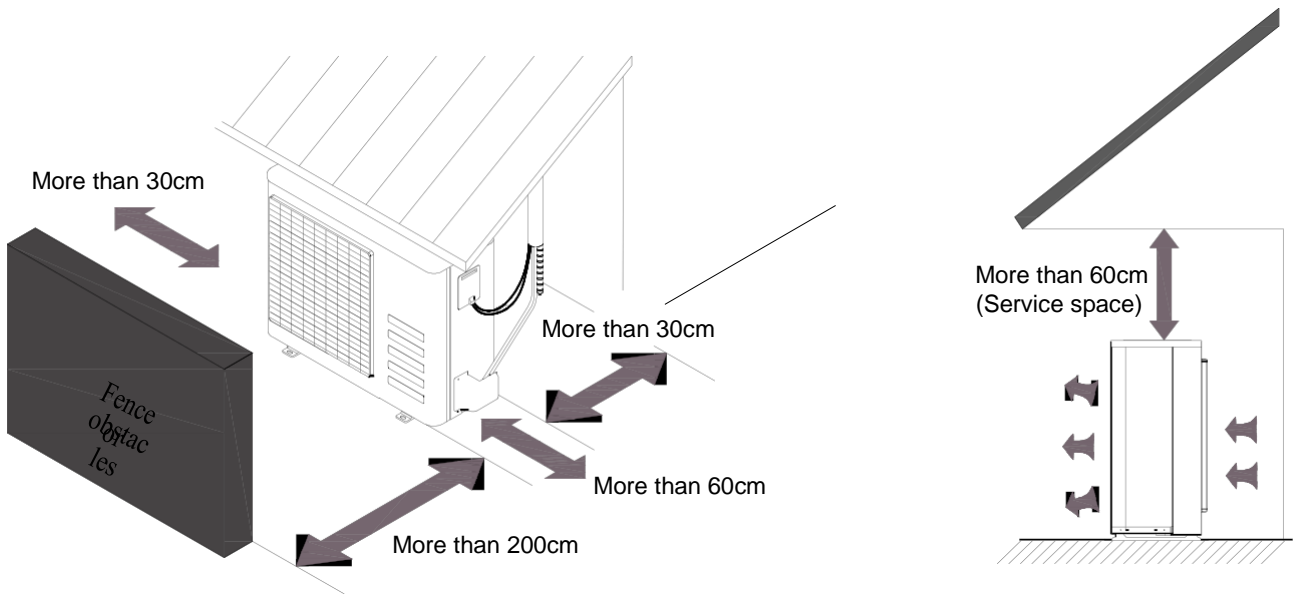 More than 30cm
More than 60cm
(Service space)
More than 30cm
Fence
obstac
or
les
More than 60cm
More than 200cm